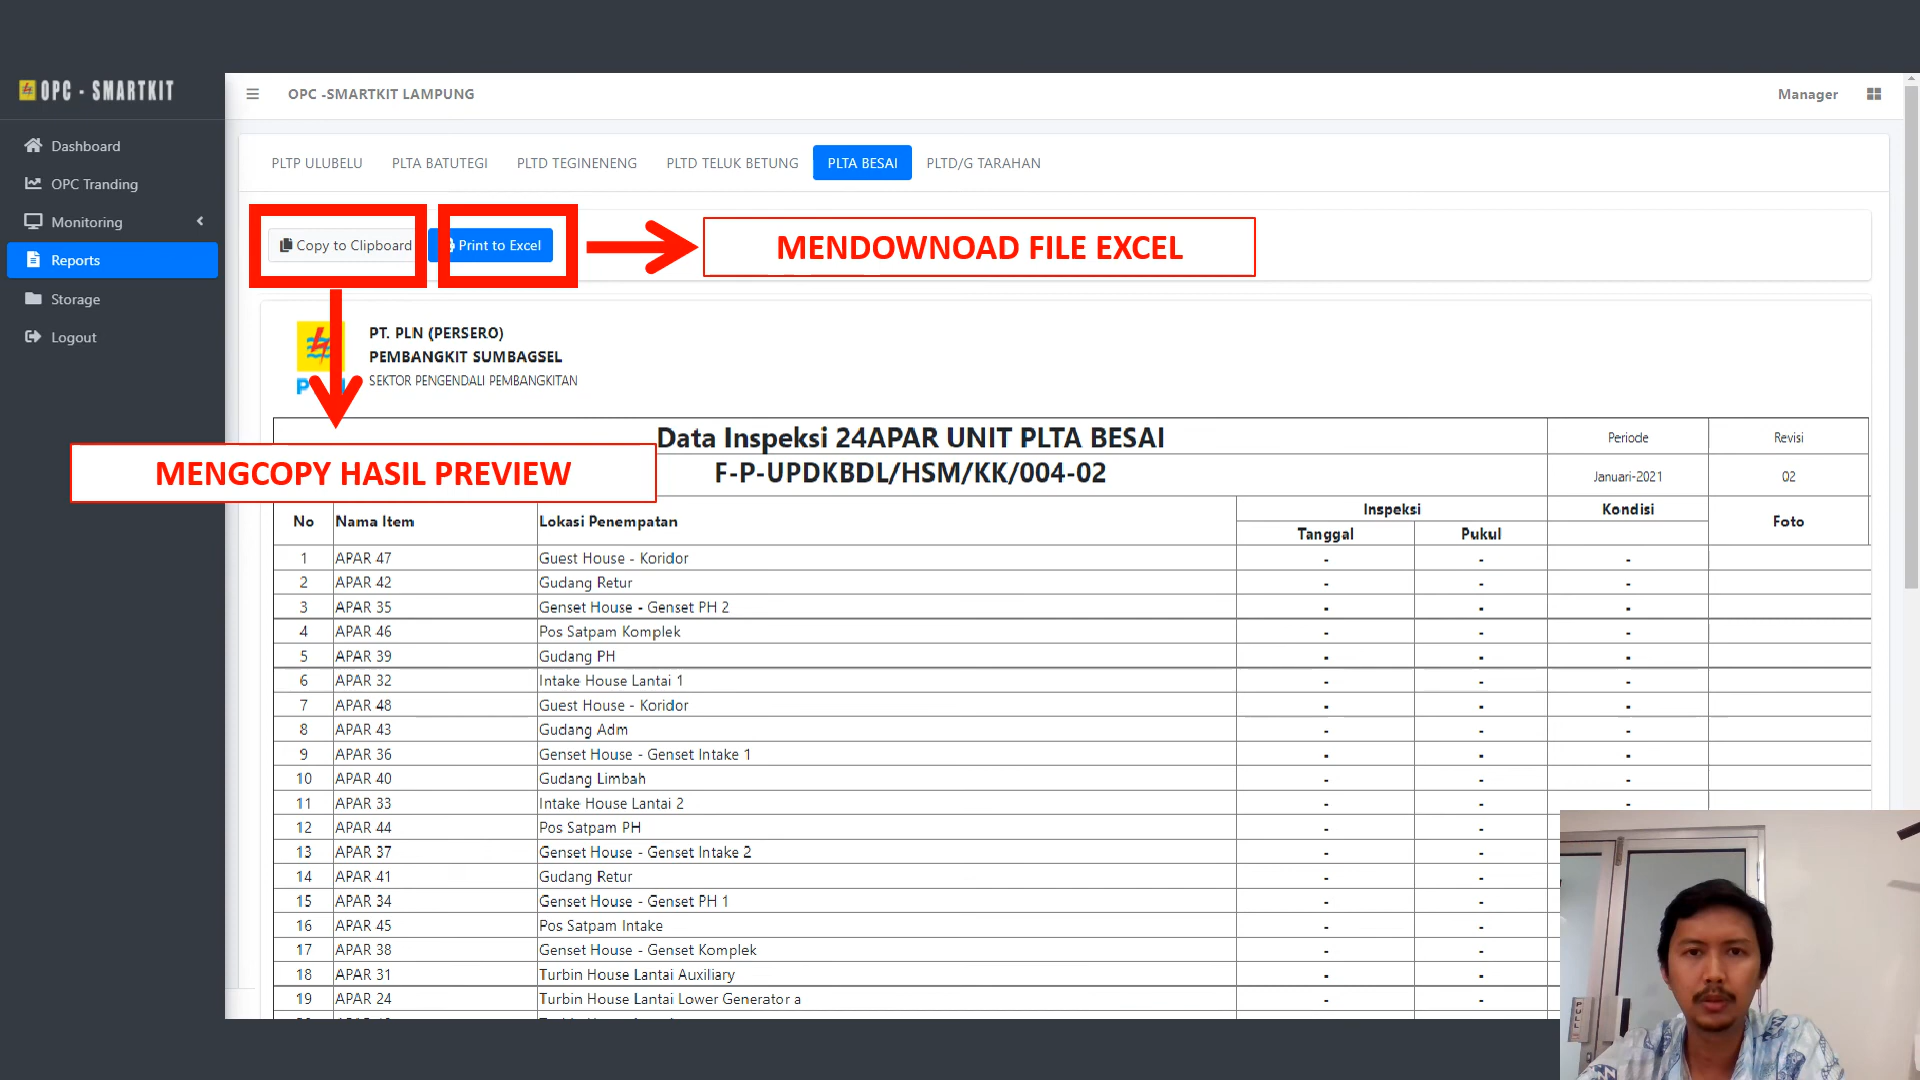 OPC - SMARTKIT
OPC -SMARTKIT LAMPUNG
Manager
Dashboard
OPC Tranding
Monitoring
Reports
Storage
Logout
PLTP ULUBELU
PLTA BATUTEGI
PLTD TEGINENENG
PLTD TELUK BETUNG
PLTA BESAI
PLTD/G TARAHAN
Copy to Clipboard
Print to Excel
MENDOWNOAD FILE EXCEL
PT. PLN (PERSERO)
PEMBANGKIT SUMBAGSEL
SEKTOR PENGENDALI PEMBANGKITAN
MENGCOPY HASIL PREVIEW
Data Inspeksi 24APAR UNIT PLTA BESAI
F-P-UPDKBDL/HSM/KK/004-02
Periode Revisi
Januari-2021 02
No Nama Item Lokasi Penempatan Inspeksi Kondisi Foto
Tanggal Pukul
1 APAR 47 Guest House - Koridor - - -
2 APAR 42 Gudang Retur - - -
3 APAR 35 Genset House - Genset PH 2 - - -
4 APAR 46 Pos Satpam Komplek - - -
5 APAR 39 Gudang PH - - -
6 APAR 32 Intake House Lantai 1 - - -
7 APAR 48 Guest House - Koridor - - -
8 APAR 43 Gudang Adm - - -
9 APAR 36 Genset House - Genset Intake 1 - - -
10 APAR 40 Gudang Limbah - - -
11 APAR 33 Intake House Lantai 2 - - -
12 APAR 44 Pos Satpam PH - -
13 APAR 37 Genset House - Genset Intake 2 - -
14 APAR 41 Gudang Retur - -
15 APAR 34 Genset House - Genset PH 1 - -
16 APAR 45 Pos Satpam Intake - -
17 APAR 38 Genset House - Genset Komplek - -
18 APAR 31 Turbin House Lantai Auxiliary - -
19 APAR 24 Turbin House Lantai Lower Generator a - -
PULL